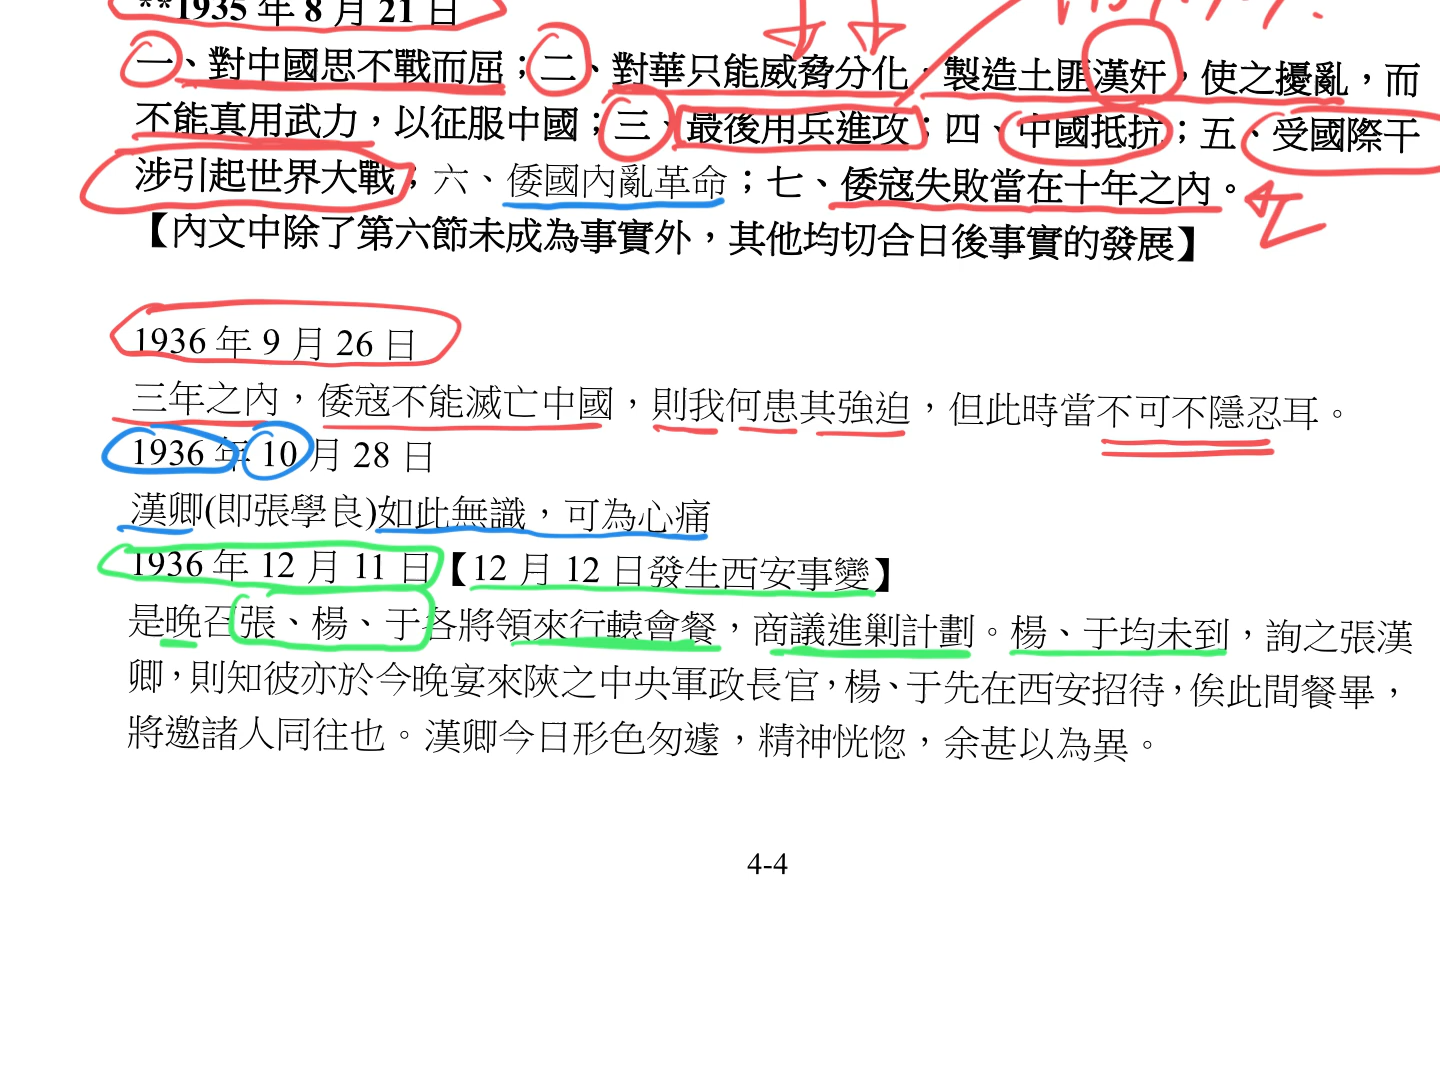 **1935 年 8 月 21 日
一、對中國思不戰而屈；二、對華只能威脅分化，製造土匪漢奸，使之擾亂，而
不能真用武力，以征服中國；三、最後用兵進攻；四、中國抵抗；五、受國際干
涉引起世界大戰；六、倭國內亂革命；七、倭寇失敗當在十年之內。
【內文中除了第六節未成為事實外，其他均切合日後事實的發展】
1936 年 9 月 26 日
三年之內，倭寇不能滅亡中國，則我何患其強迫，但此時當不可不隱忍耳。
1936 年 10 月 28 日
漢卿(即張學良)如此無識，可為心痛
1936 年 12 月 11 日【12 月 12 日發生西安事變】
是晚召張、楊、于各將領來行轅會餐，商議進剿計劃。楊、于均未到，詢之張漢
卿，則知彼亦於今晚宴來陝之中央軍政長官，楊、于先在西安招待，俟此間餐畢，
將邀諸人同往也。漢卿今日形色匆遽，精神恍惚，余甚以為異。
4-4